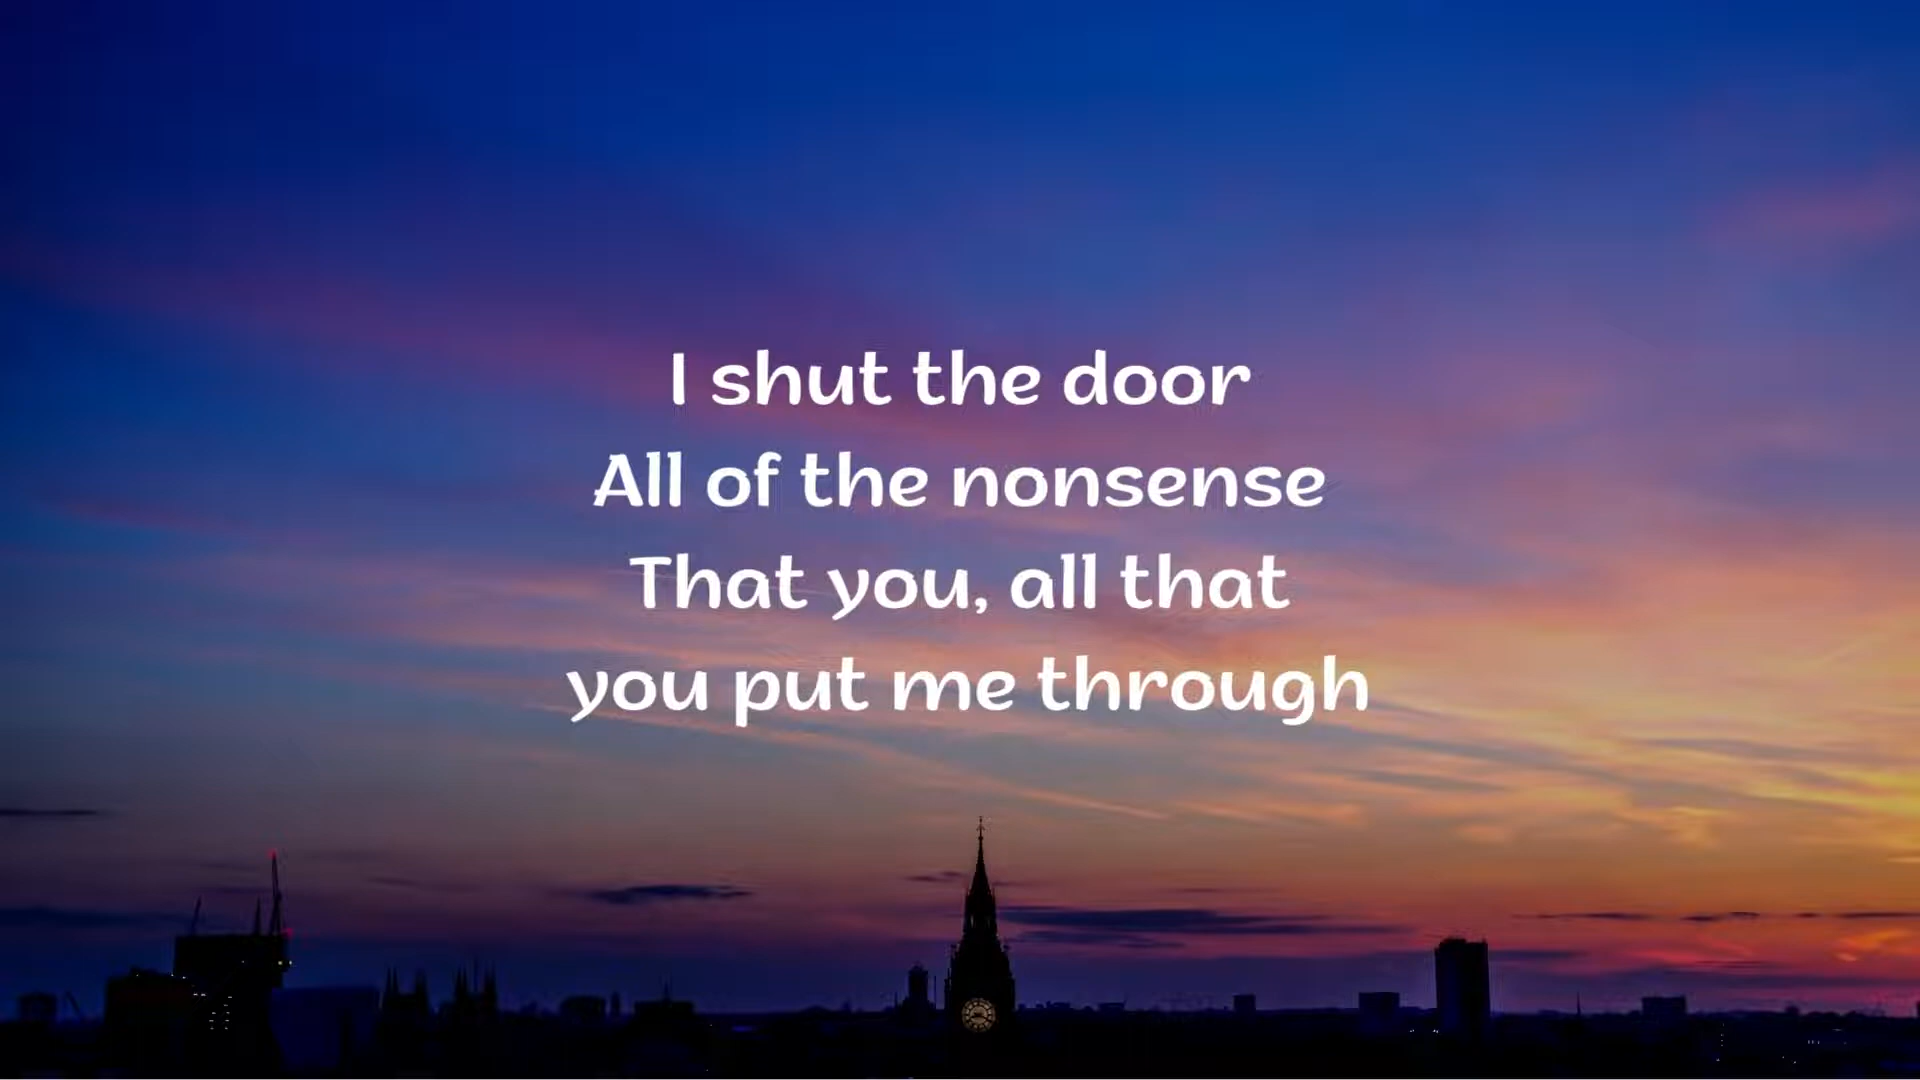 I shut the door
All of the nonsense
That you, all that
you put me through